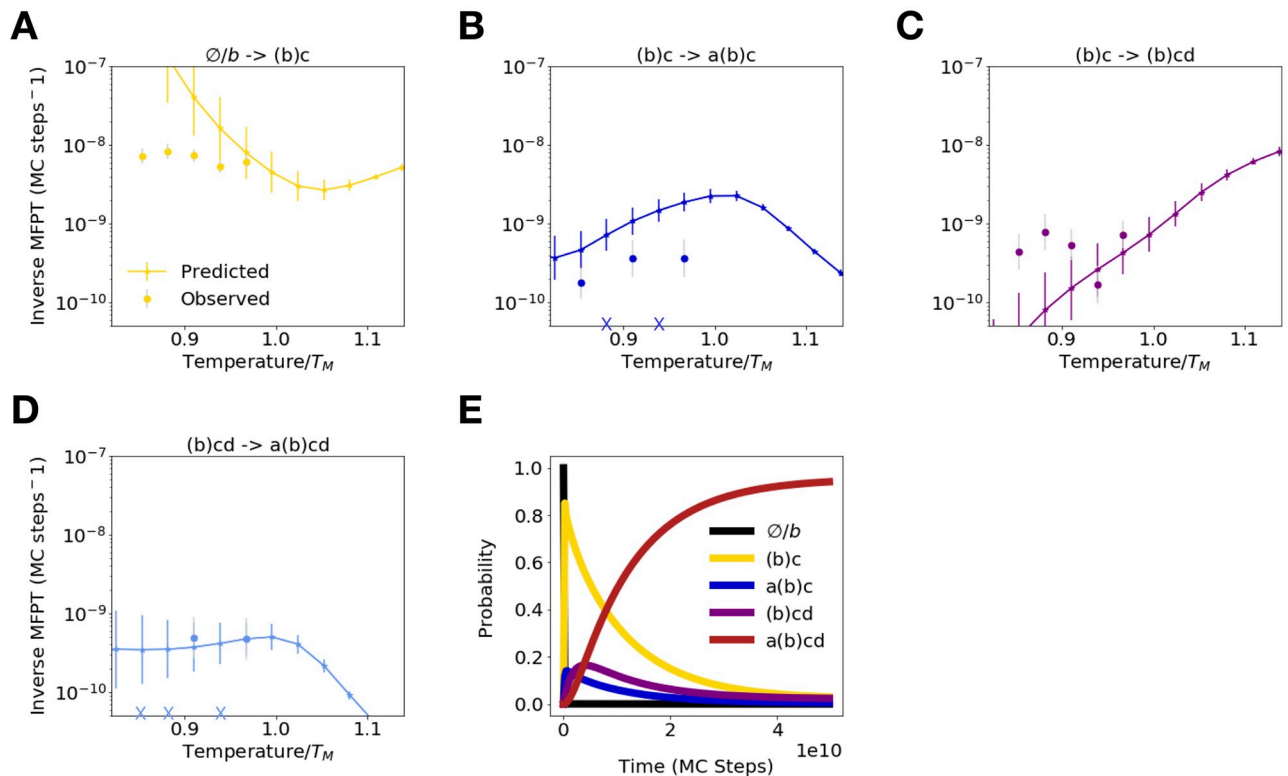 A
∅/b -> (b)c
10⁻⁷
10⁻⁸
10⁻⁹
10⁻¹⁰
Inverse MFPT (MC steps⁻¹)
Predicted
Observed
0.9 1.0 1.1
Temperature/T_M
B
(b)c -> a(b)c
10⁻⁷
10⁻⁸
10⁻⁹
10⁻¹⁰
0.9 1.0 1.1
Temperature/T_M
C
(b)c -> (b)cd
10⁻⁷
10⁻⁸
10⁻⁹
10⁻¹⁰
0.9 1.0 1.1
Temperature/T_M
D
(b)cd -> a(b)cd
10⁻⁷
10⁻⁸
10⁻⁹
10⁻¹⁰
Inverse MFPT (MC steps⁻¹)
0.9 1.0 1.1
Temperature/T_M
E
1.0
0.8
0.6
0.4
0.2
0.0
Probability
∅/b
(b)c
a(b)c
(b)cd
a(b)cd
0 2 4
1e10
Time (MC Steps)